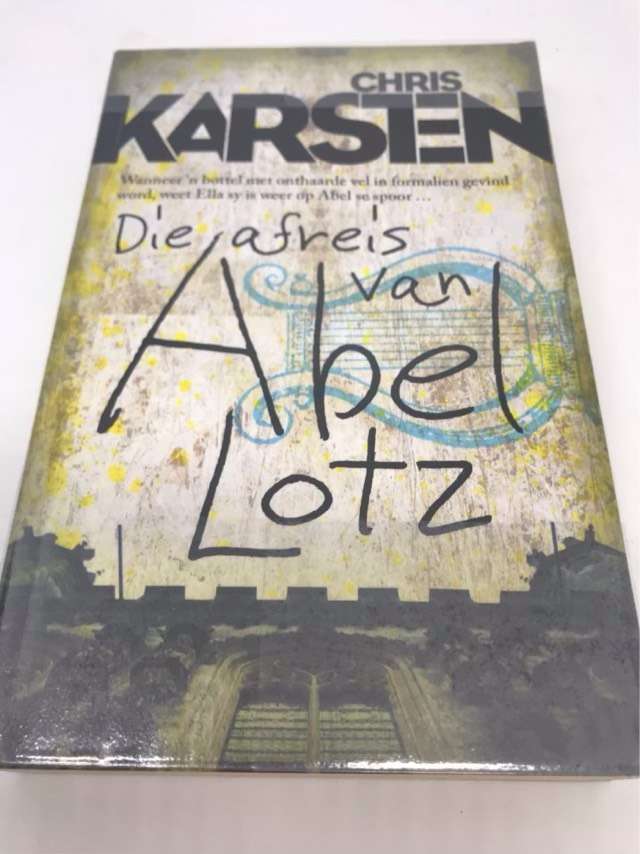 CHRIS
KARSTEN
Wanneer 'n bottel met onthaarde vel in formalien gevind
word, weet Ella sy is weer op Abel se spoor ...
Die afreis
van
Abel
Lotz